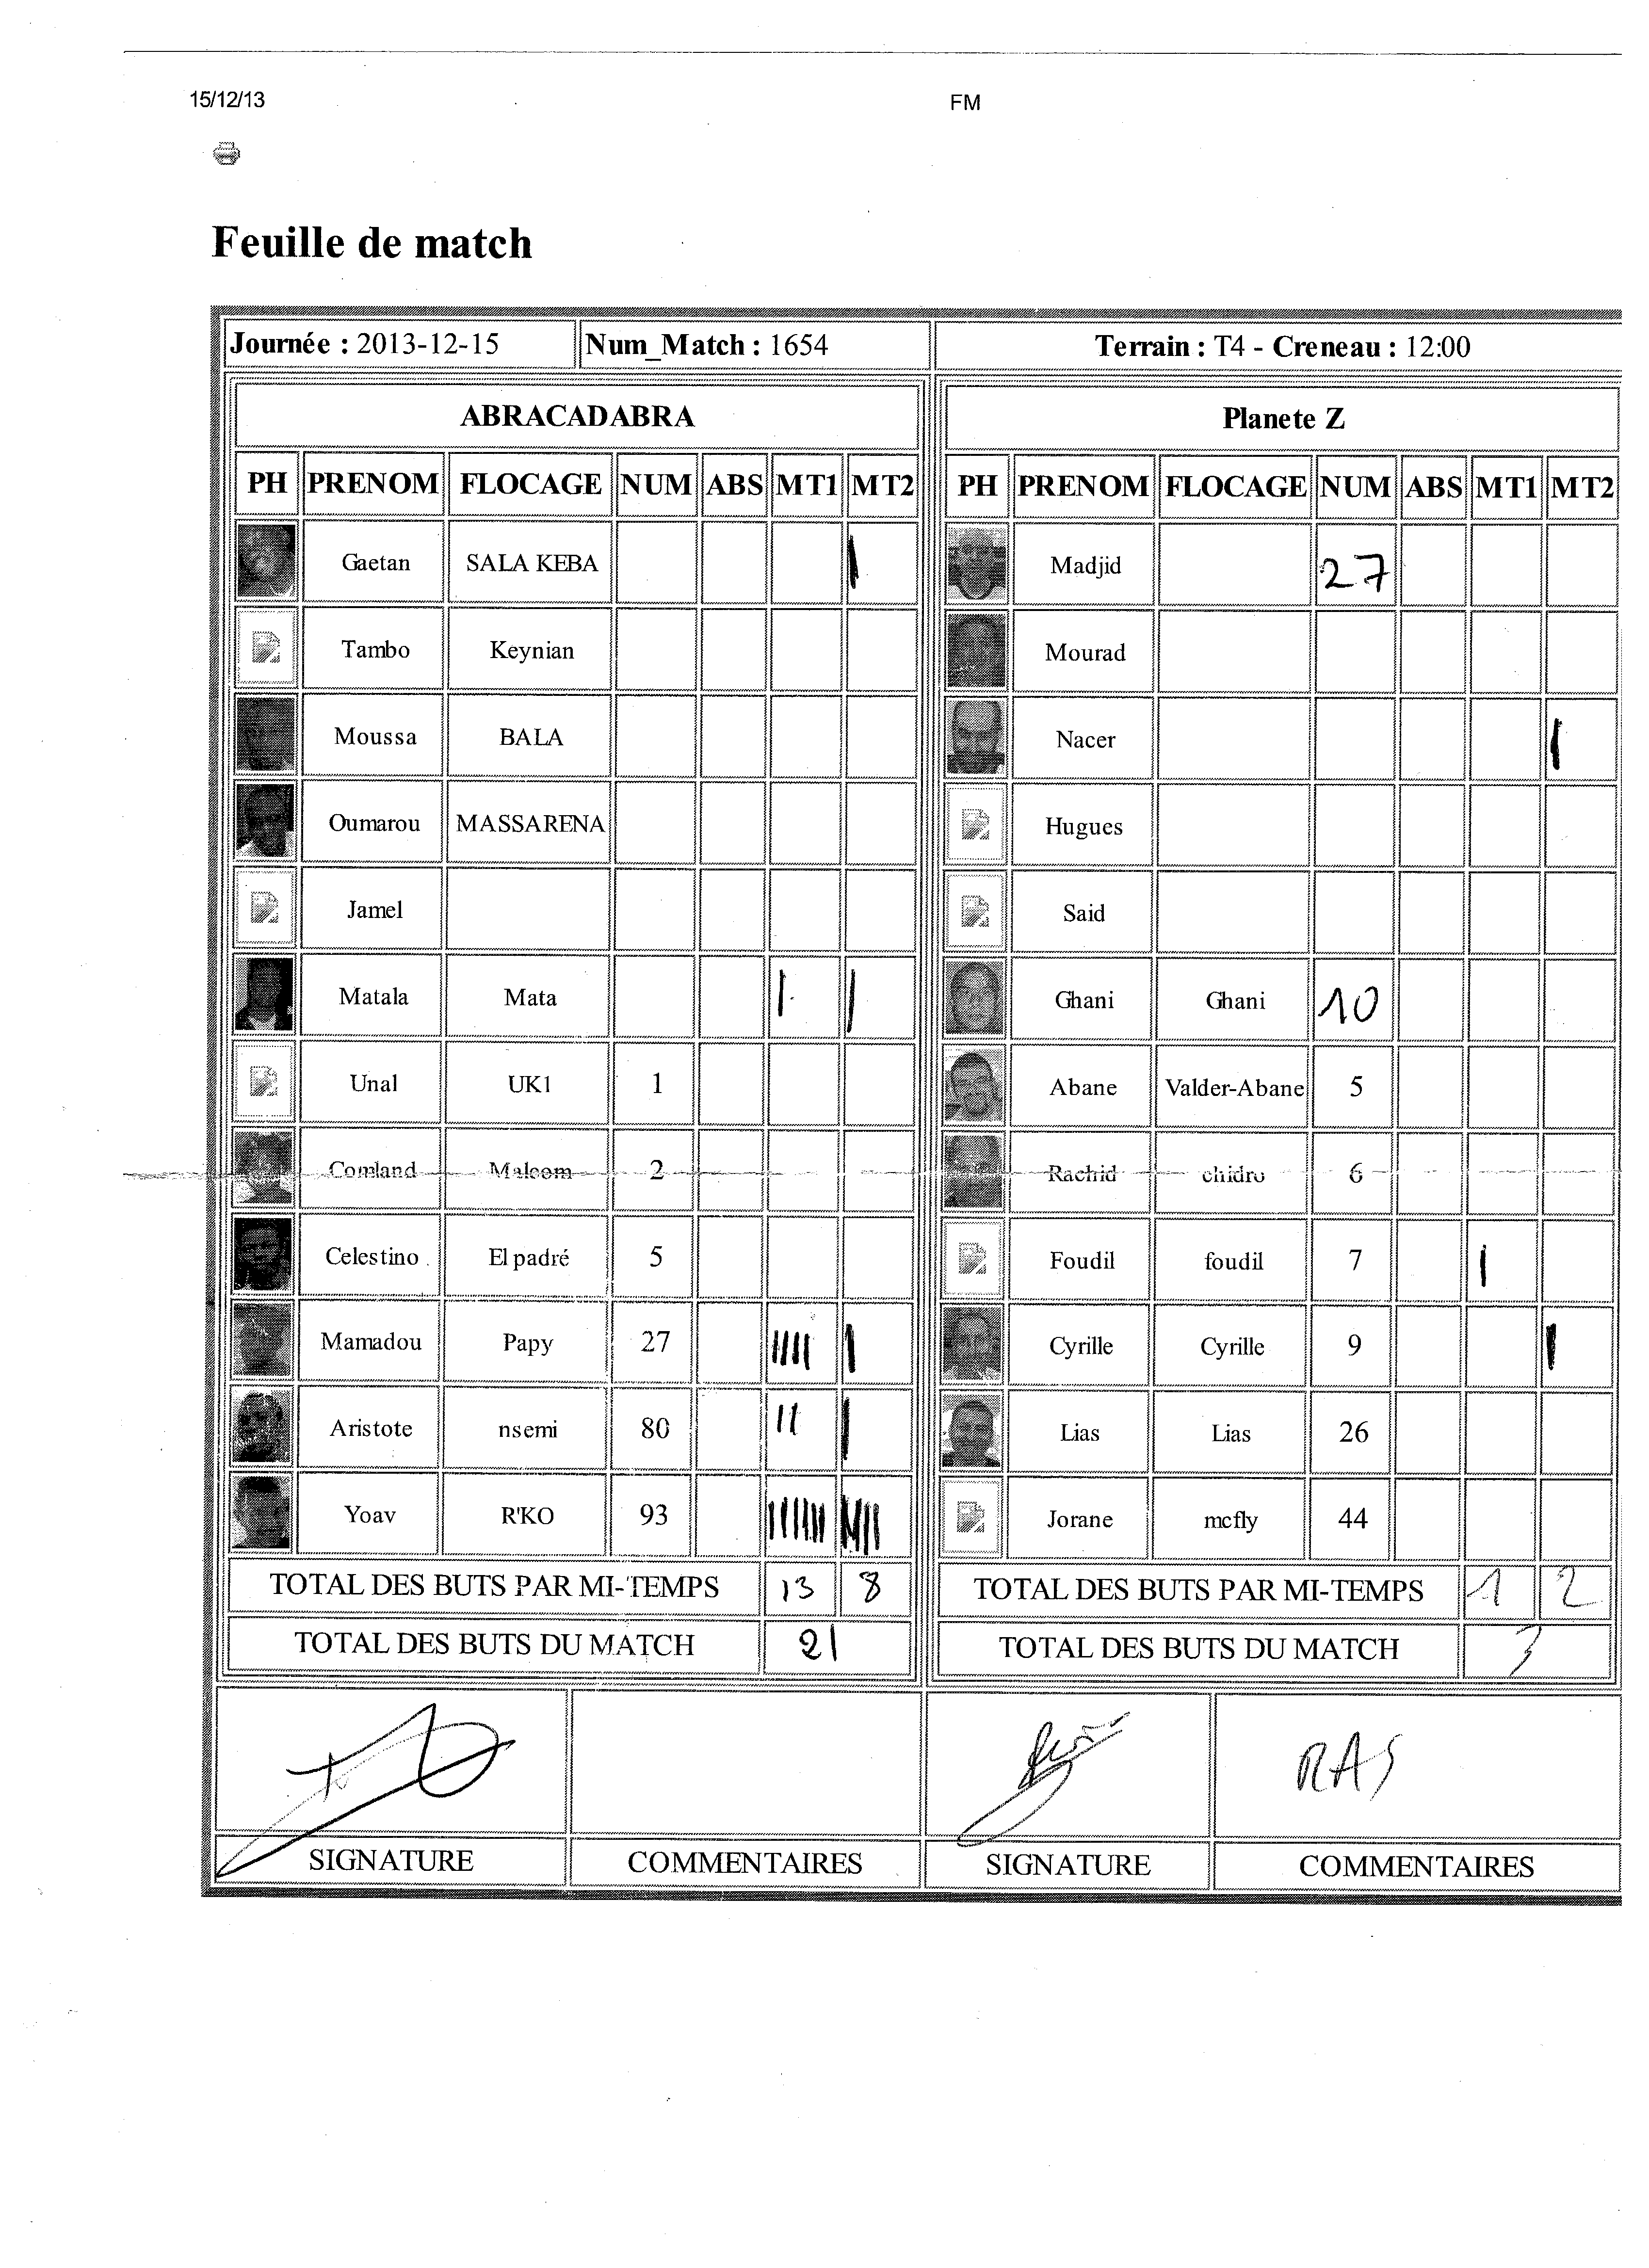 15/12/13 FM
Feuille de match
Journée : 2013-12-15 Num_Match : 1654 Terrain : T4 - Creneau : 12:00
ABRACADABRA Planete Z
PH PRENOM FLOCAGE NUM ABS MT1 MT2 PH PRENOM FLOCAGE NUM ABS MT1 MT2
Gaetan SALA KEBA | Madjid 27
Tambo Keynian Mourad
Moussa BALA Nacer |
Oumarou MASSARENA Hugues
Jamel Said
Matala Mata | | Ghani Ghani 10
Unal UK1 1 Abane Valder-Abane 5
Comland Malcom 2 Rachid chidro 6
Celestino El padré 5 Foudil foudil 7 |
Mamadou Papy 27 |||| | Cyrille Cyrille 9 |
Aristote nsemi 80 || | Lias Lias 26
Yoav R'KO 93 Jorane mcfly 44
TOTAL DES BUTS PAR MI-TEMPS 13 8 TOTAL DES BUTS PAR MI-TEMPS 1 2
TOTAL DES BUTS DU MATCH 21 TOTAL DES BUTS DU MATCH 3
RAS
SIGNATURE COMMENTAIRES SIGNATURE COMMENTAIRES